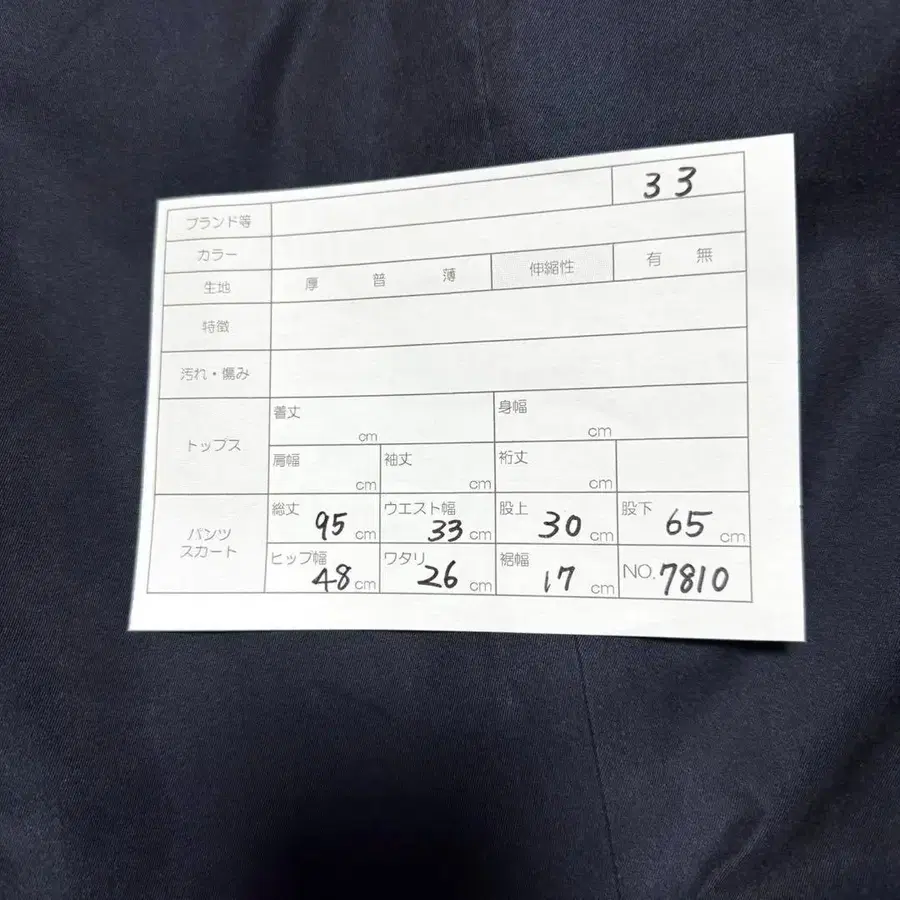 33
ブランド等
カラー
生地 厚 普 薄 伸縮性 有 無
特徴
汚れ・傷み
トップス 着丈 cm 身幅 cm
肩幅 cm 袖丈 cm 裄丈 cm
パンツ
スカート
総丈 95 cm ウエスト幅 33 cm 股上 30 cm 股下 65 cm
ヒップ幅 48 cm ワタリ 26 cm 裾幅 17 cm NO. 7810